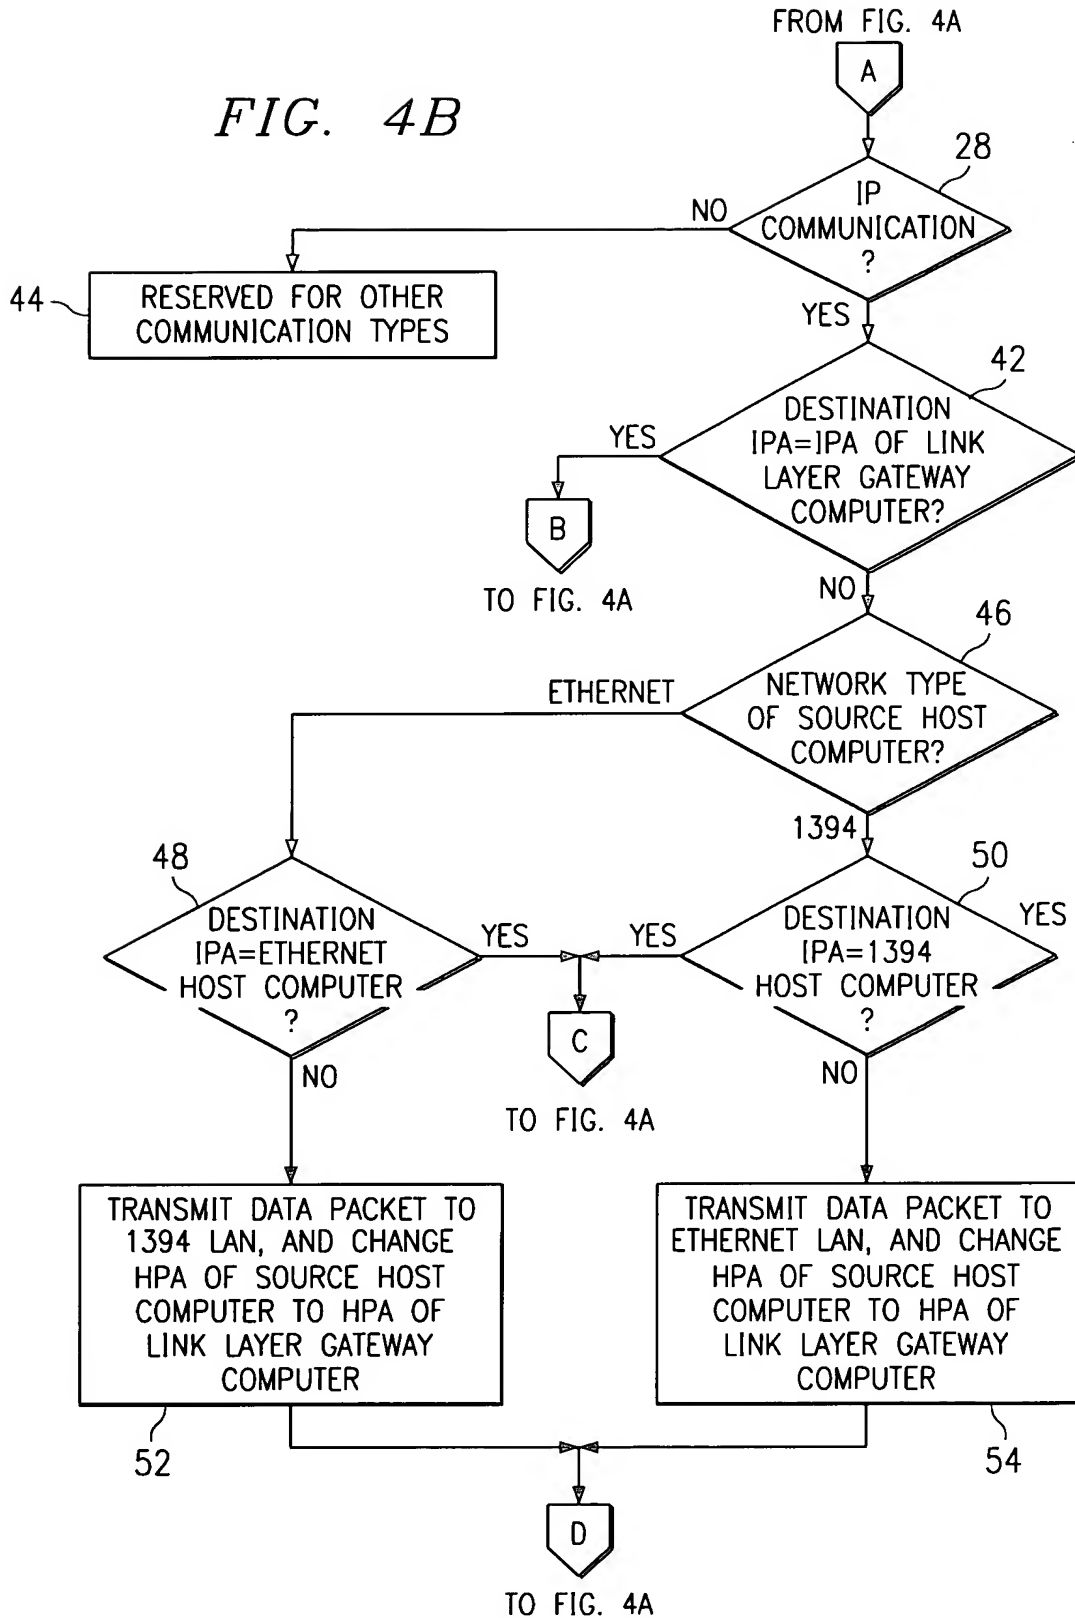 FROM FIG. 4A
A
FIG. 4B
28
IP
COMMUNICATION
?
NO
YES
44
RESERVED FOR OTHER
COMMUNICATION TYPES
42
DESTINATION
IPA=IPA OF LINK
LAYER GATEWAY
COMPUTER?
YES
B
TO FIG. 4A
NO
46
NETWORK TYPE
OF SOURCE HOST
COMPUTER?
ETHERNET
1394
48
DESTINATION
IPA=ETHERNET
HOST COMPUTER
?
YES
NO
50
DESTINATION
IPA=1394
HOST COMPUTER
?
YES
YES
NO
C
TO FIG. 4A
TRANSMIT DATA PACKET TO
1394 LAN, AND CHANGE
HPA OF SOURCE HOST
COMPUTER TO HPA OF
LINK LAYER GATEWAY
COMPUTER
52
TRANSMIT DATA PACKET TO
ETHERNET LAN, AND CHANGE
HPA OF SOURCE HOST
COMPUTER TO HPA OF
LINK LAYER GATEWAY
COMPUTER
54
D
TO FIG. 4A